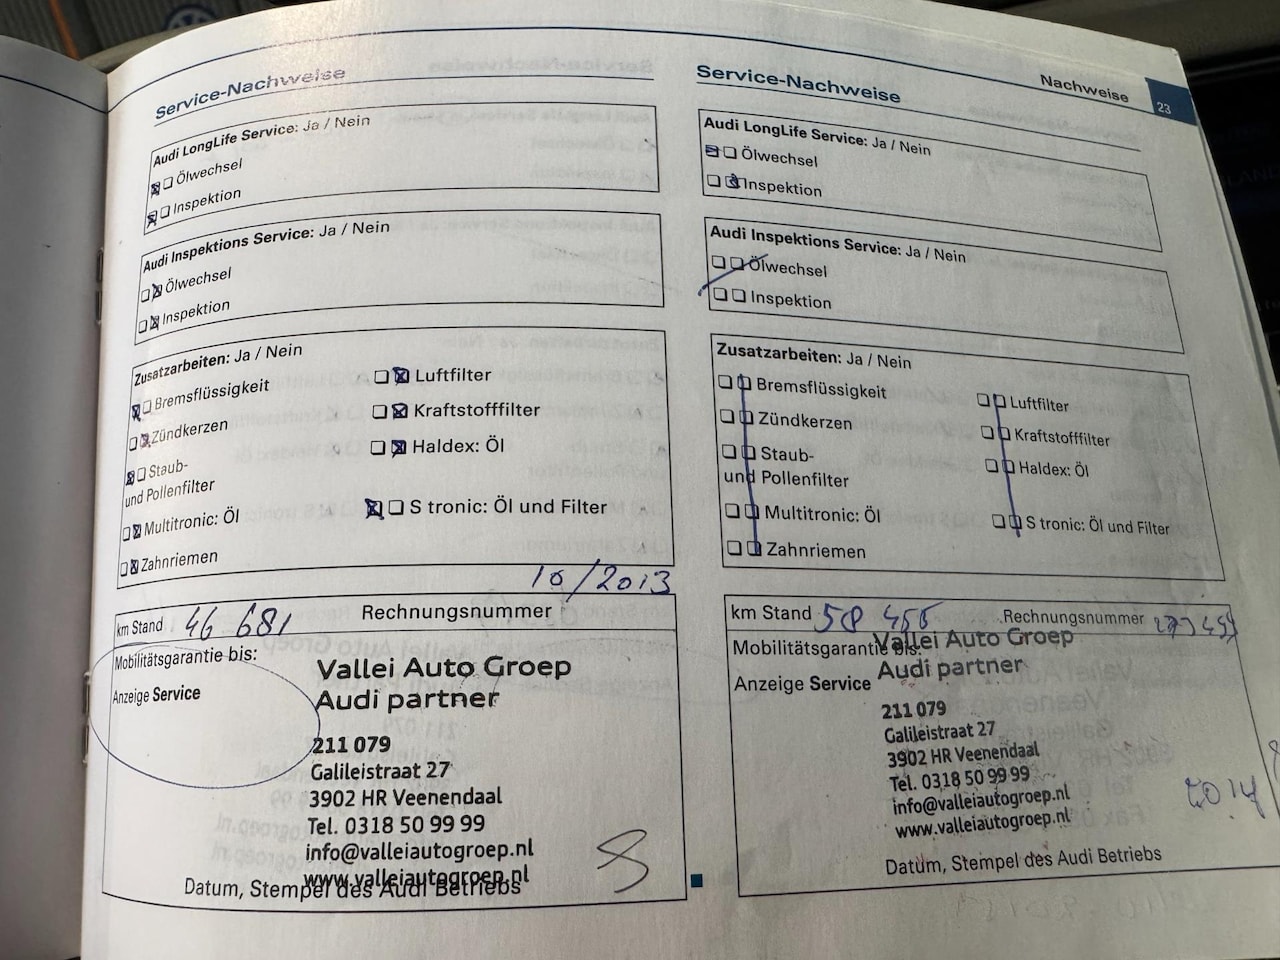 Service-Nachweise
Audi LongLife Service: Ja / Nein
Ölwechsel
Inspektion
Audi Inspektions Service: Ja / Nein
Ölwechsel
Inspektion
Zusatzarbeiten: Ja / Nein
Bremsflüssigkeit
Zündkerzen
Staub-
und Pollenfilter
Multitronic: Öl
Zahnriemen
Luftfilter
Kraftstofffilter
Haldex: Öl
S tronic: Öl und Filter
10/2013
km Stand 46 681 Rechnungsnummer
Mobilitätsgarantie bis:
Anzeige Service
Vallei Auto Groep
Audi partner
211 079
Galileistraat 27
3902 HR Veenendaal
Tel. 0318 50 99 99
info@valleiautogroep.nl
www.valleiautogroep.nl
Datum, Stempel des Audi Betriebs
Nachweise 23
Service-Nachweise
Audi LongLife Service: Ja / Nein
Ölwechsel
Inspektion
Audi Inspektions Service: Ja / Nein
Ölwechsel
Inspektion
Zusatzarbeiten: Ja / Nein
Bremsflüssigkeit
Zündkerzen
Staub-
und Pollenfilter
Multitronic: Öl
Zahnriemen
Luftfilter
Kraftstofffilter
Haldex: Öl
S tronic: Öl und Filter
km Stand 58 455 Rechnungsnummer
Mobilitätsgarantie bis:
Anzeige Service
Vallei Auto Groep
Audi partner
211 079
Galileistraat 27
3902 HR Veenendaal
Tel. 0318 50 99 99
info@valleiautogroep.nl
www.valleiautogroep.nl
2014
Datum, Stempel des Audi Betriebs